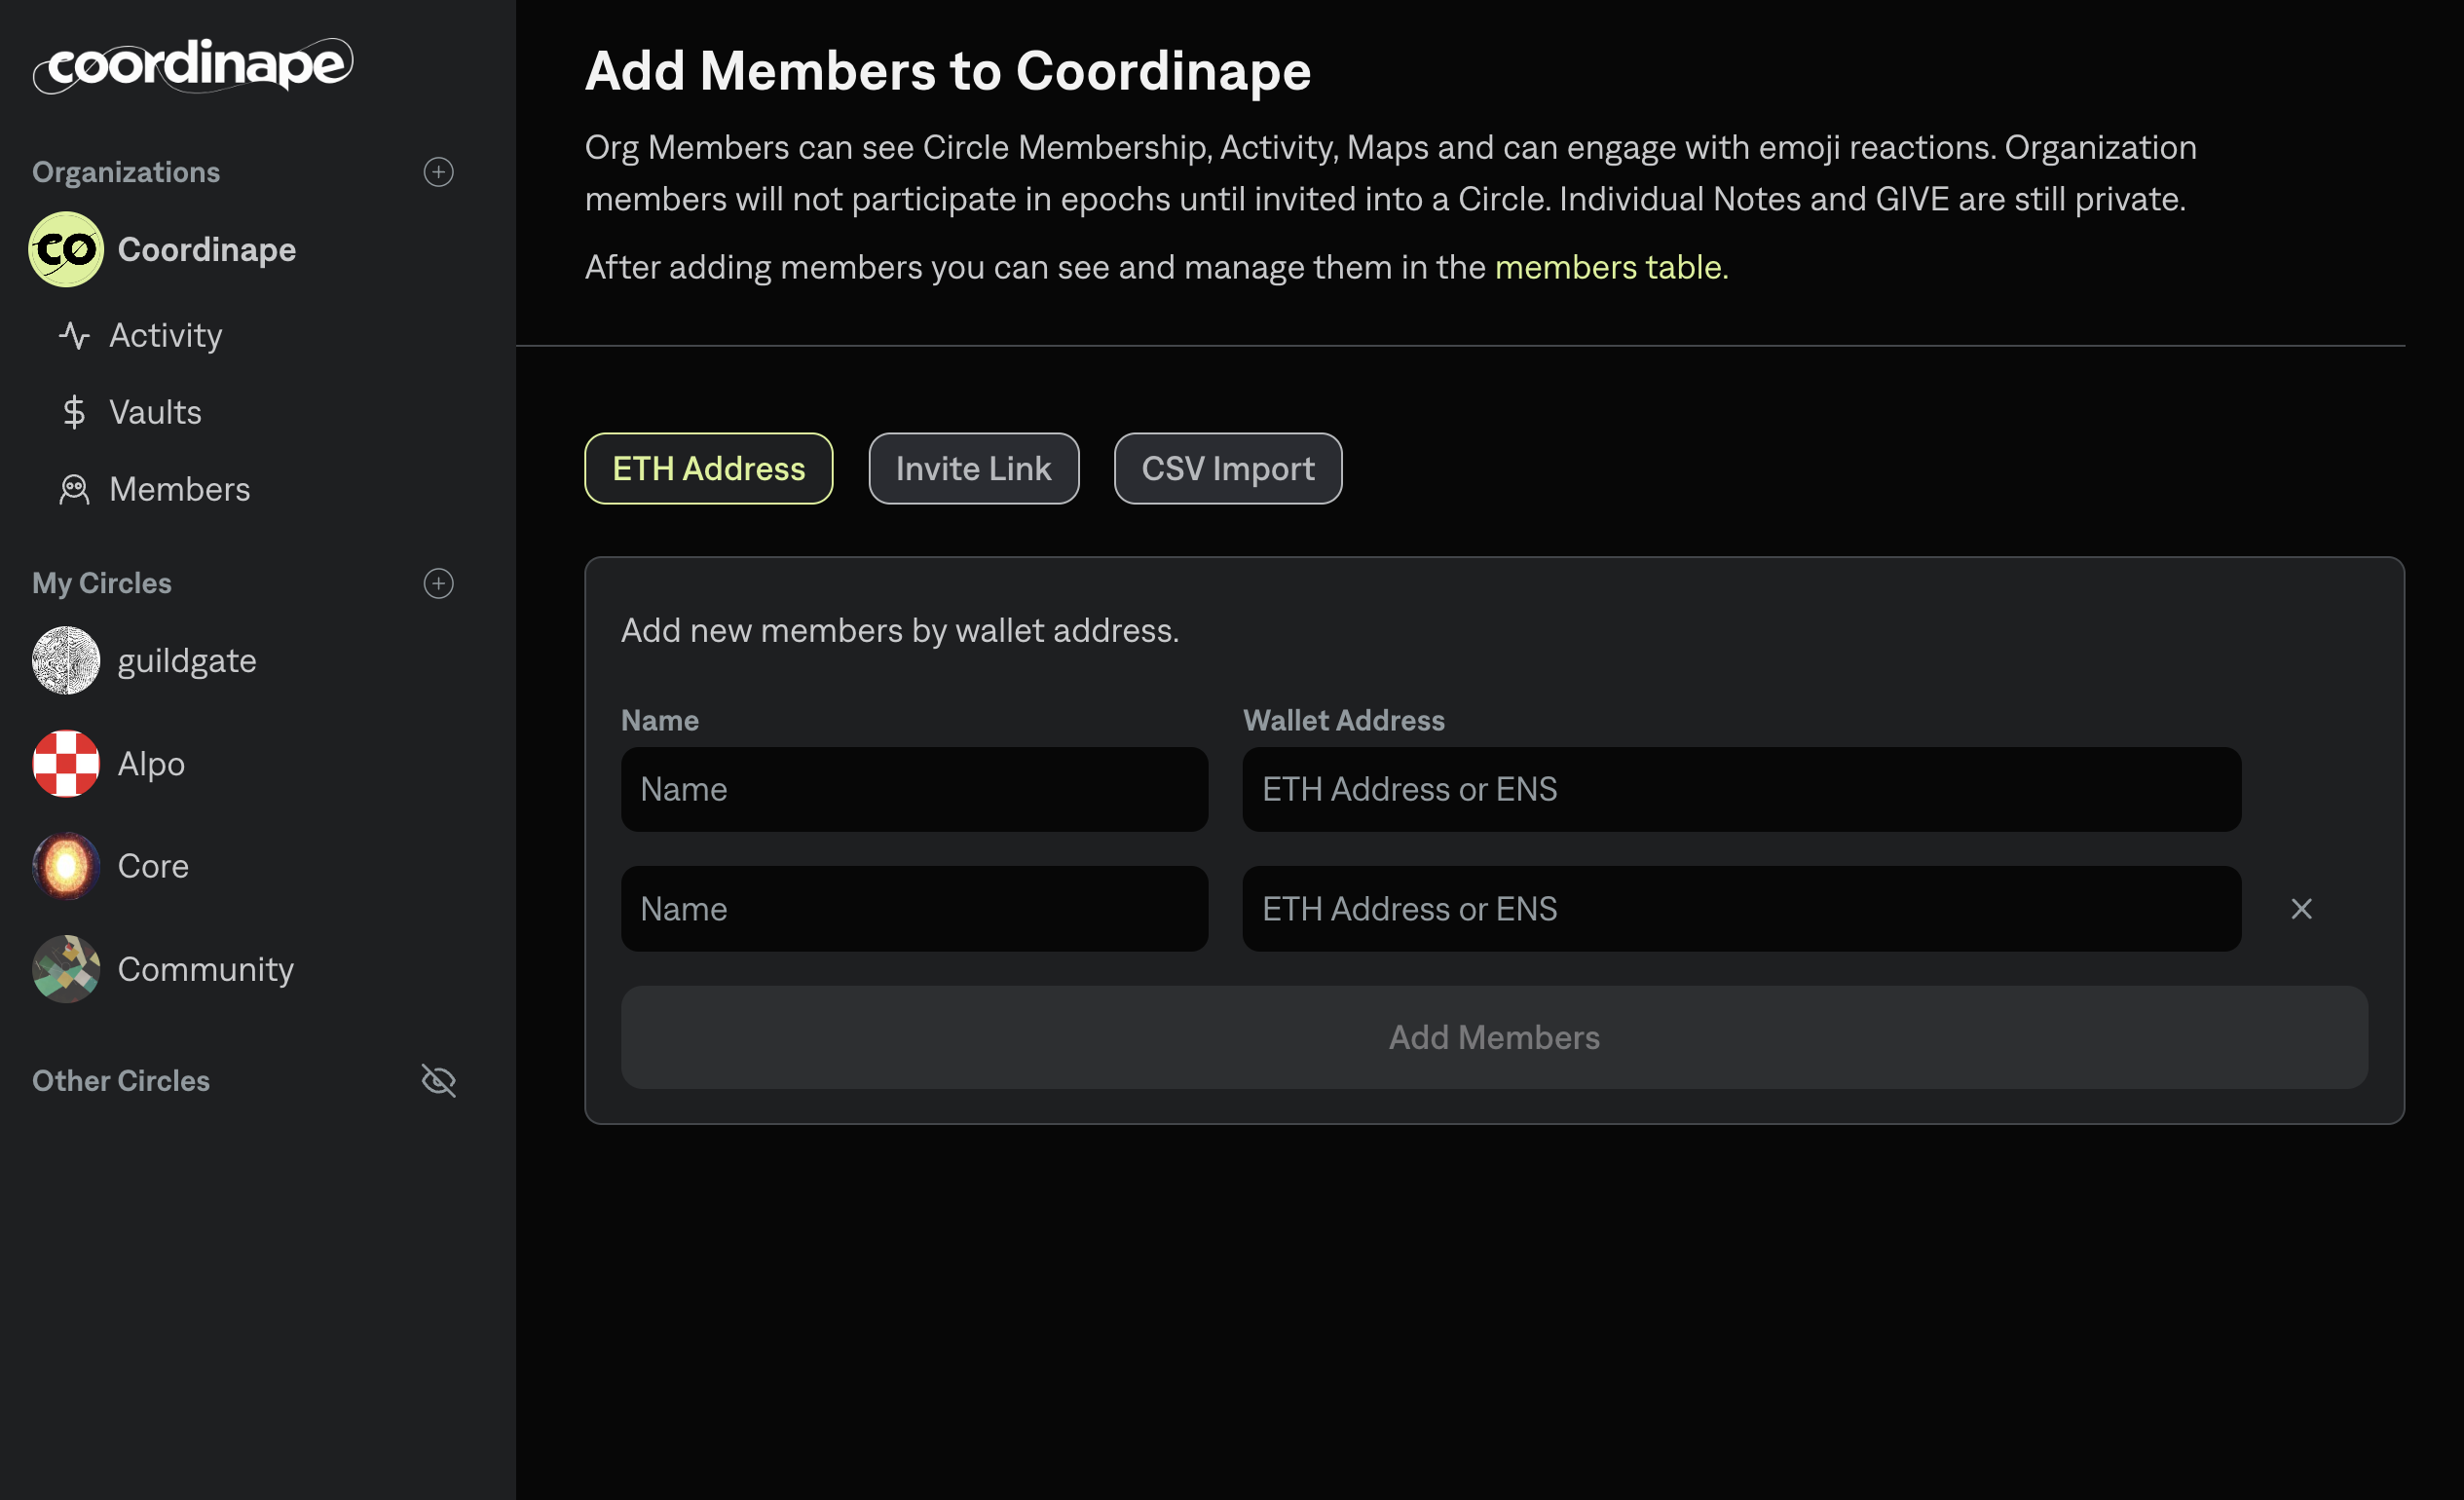 coordinape
Organizations
co Coordinape
Activity
Vaults
Members
My Circles
guildgate
Alpo
Core
Community
Other Circles
Add Members to Coordinape
Org Members can see Circle Membership, Activity, Maps and can engage with emoji reactions. Organization
members will not participate in epochs until invited into a Circle. Individual Notes and GIVE are still private.
After adding members you can see and manage them in the members table.
ETH Address Invite Link CSV Import
Add new members by wallet address.
Name Wallet Address
Name ETH Address or ENS
Name ETH Address or ENS
Add Members